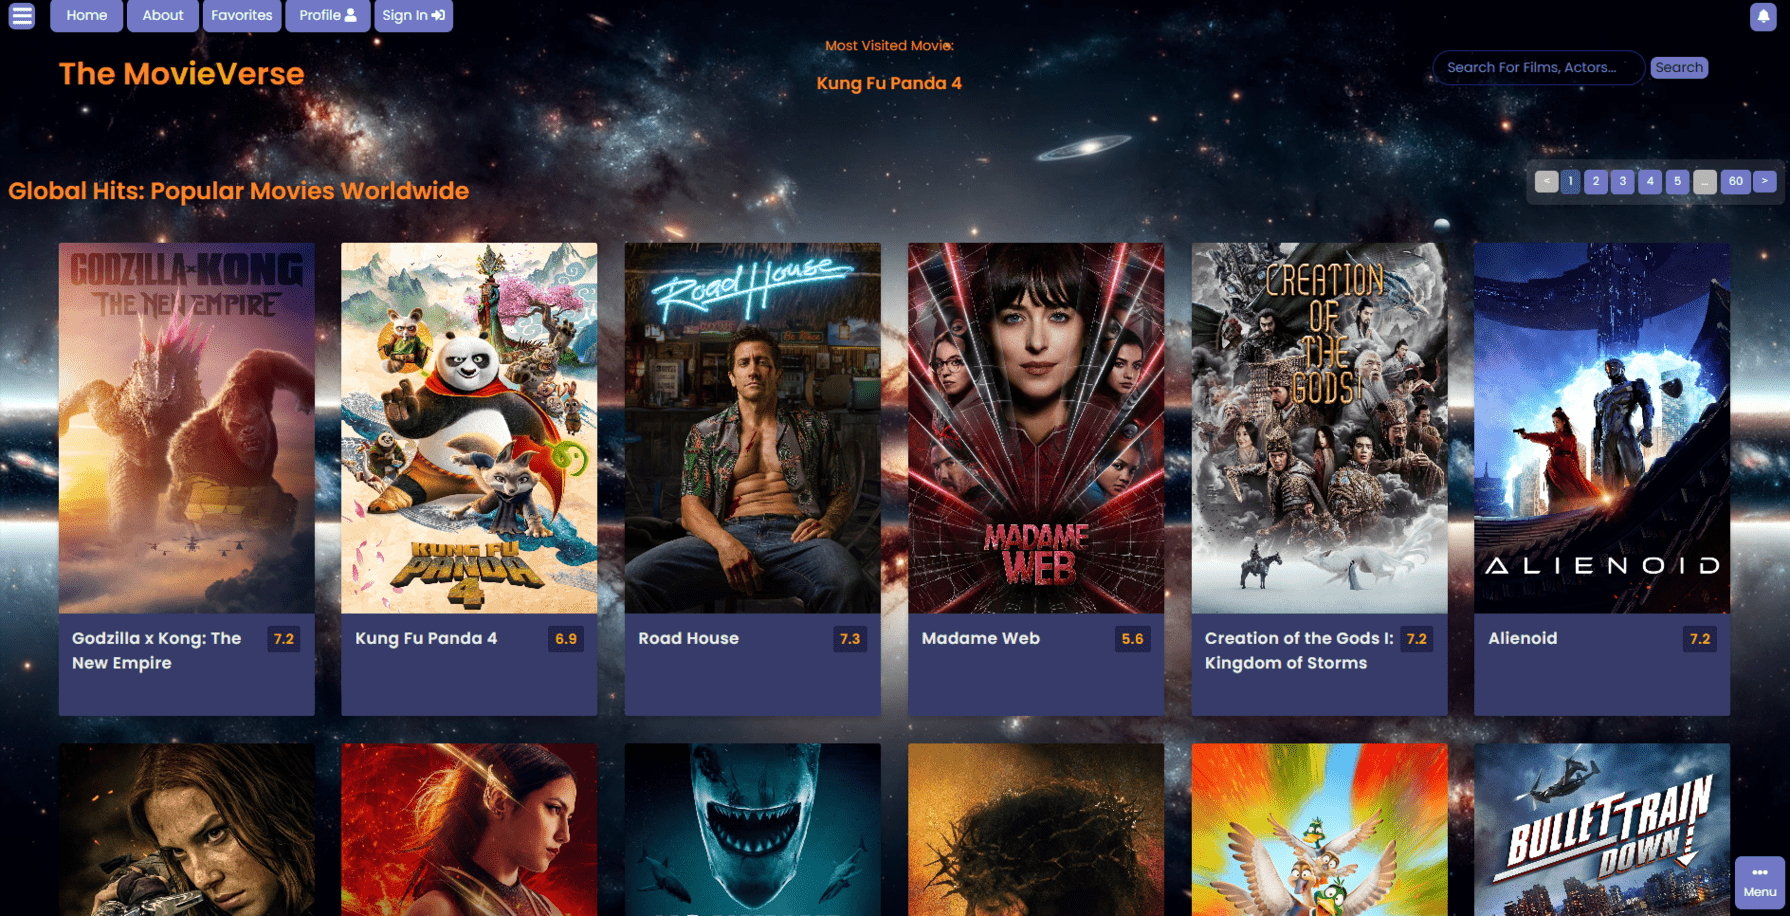 Home
About
Favorites
Profile
Sign In
The MovieVerse
Most Visited Movie:
Kung Fu Panda 4
Search For Films, Actors...
Search
Global Hits: Popular Movies Worldwide
< 1 2 3 4 5 ... 60 >
GODZILLA x KONG
THE NEW EMPIRE
KUNG FU
PANDA
4
Road House
MADAME
WEB
CREATION
OF
THE
GODS I
ALIENOID
Godzilla x Kong: The
New Empire
7.2
Kung Fu Panda 4
6.9
Road House
7.3
Madame Web
5.6
Creation of the Gods I:
Kingdom of Storms
7.2
Alienoid
7.2
BULLET TRAIN
DOWN
Menu